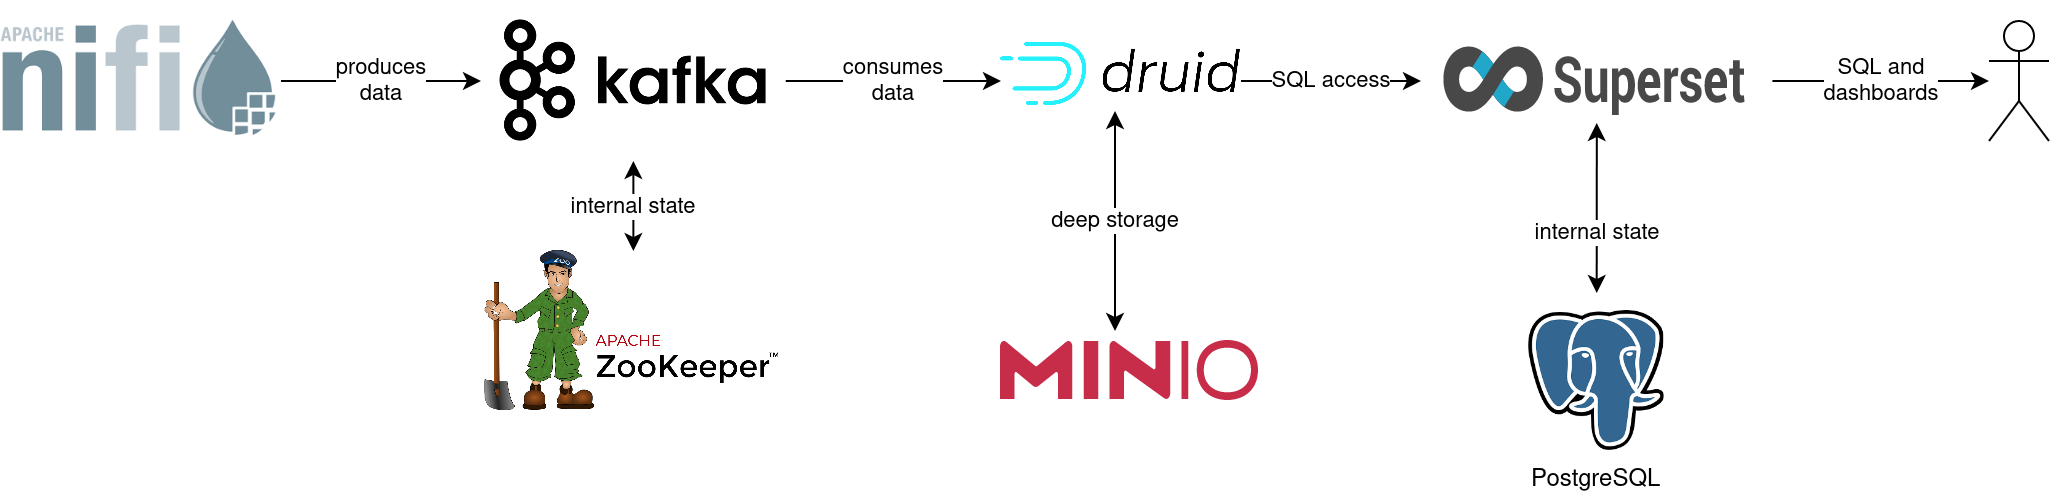 APACHE
nifi
produces
data
kafka
consumes
data
druid
SQL access
Superset
SQL and
dashboards
internal state
deep storage
internal state
ZOO
APACHE
ZooKeeper™
MINIO
PostgreSQL